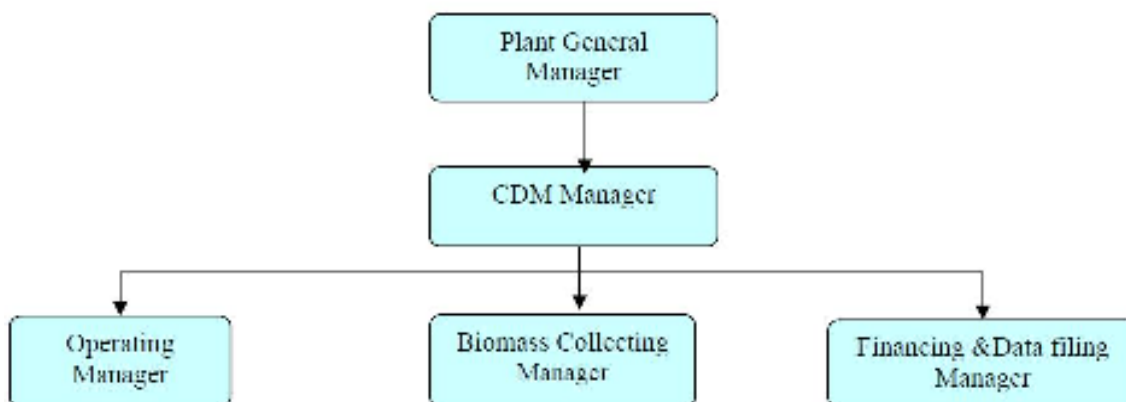 Plant General
Manager
CDM Manager
Operating
Manager
Biomass Collecting
Manager
Financing &Data filing
Manager